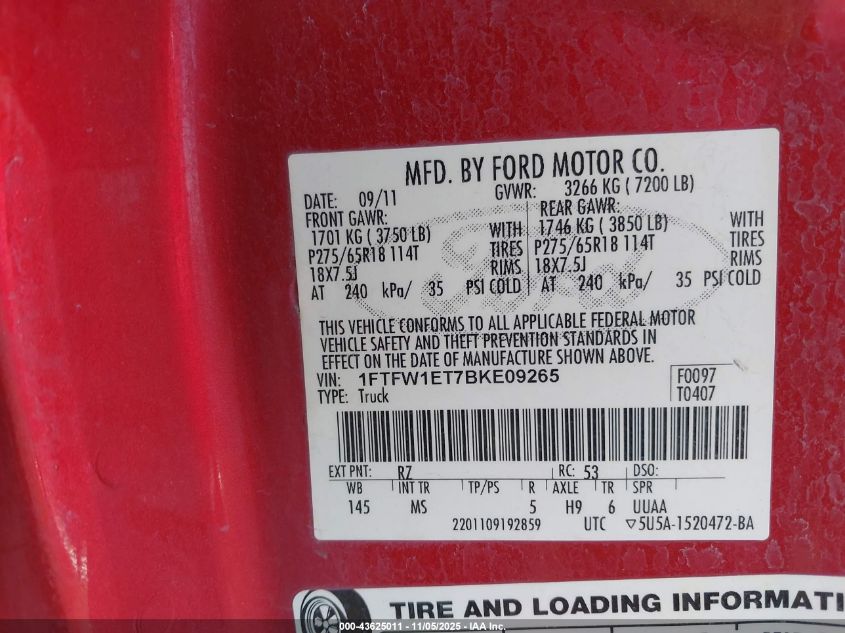 MFD. BY FORD MOTOR CO.
DATE: 09/11 GVWR: 3266 KG ( 7200 LB)
FRONT GAWR: REAR GAWR:
1701 KG ( 3750 LB) WITH 1746 KG ( 3850 LB) WITH
P275/65R18 114T TIRES P275/65R18 114T TIRES
18X7.5J RIMS 18X7.5J RIMS
AT 240 kPa/ 35 PSI COLD AT 240 kPa/ 35 PSI COLD
Ford
THIS VEHICLE CONFORMS TO ALL APPLICABLE FEDERAL MOTOR
VEHICLE SAFETY AND THEFT PREVENTION STANDARDS IN
EFFECT ON THE DATE OF MANUFACTURE SHOWN ABOVE.
VIN: 1FTFW1ET7BKE09265 F0097
TYPE: Truck T0407
EXT PNT: RZ RC: 53 DSO:
WB INT TR TP/PS R AXLE TR SPR
145 MS 5 H9 6 UUAA
2201109192859 UTC ▽5U5A-1520472-BA
TIRE AND LOADING INFORMATI
000-43625011 - 11/05/2025 - IAA Inc.